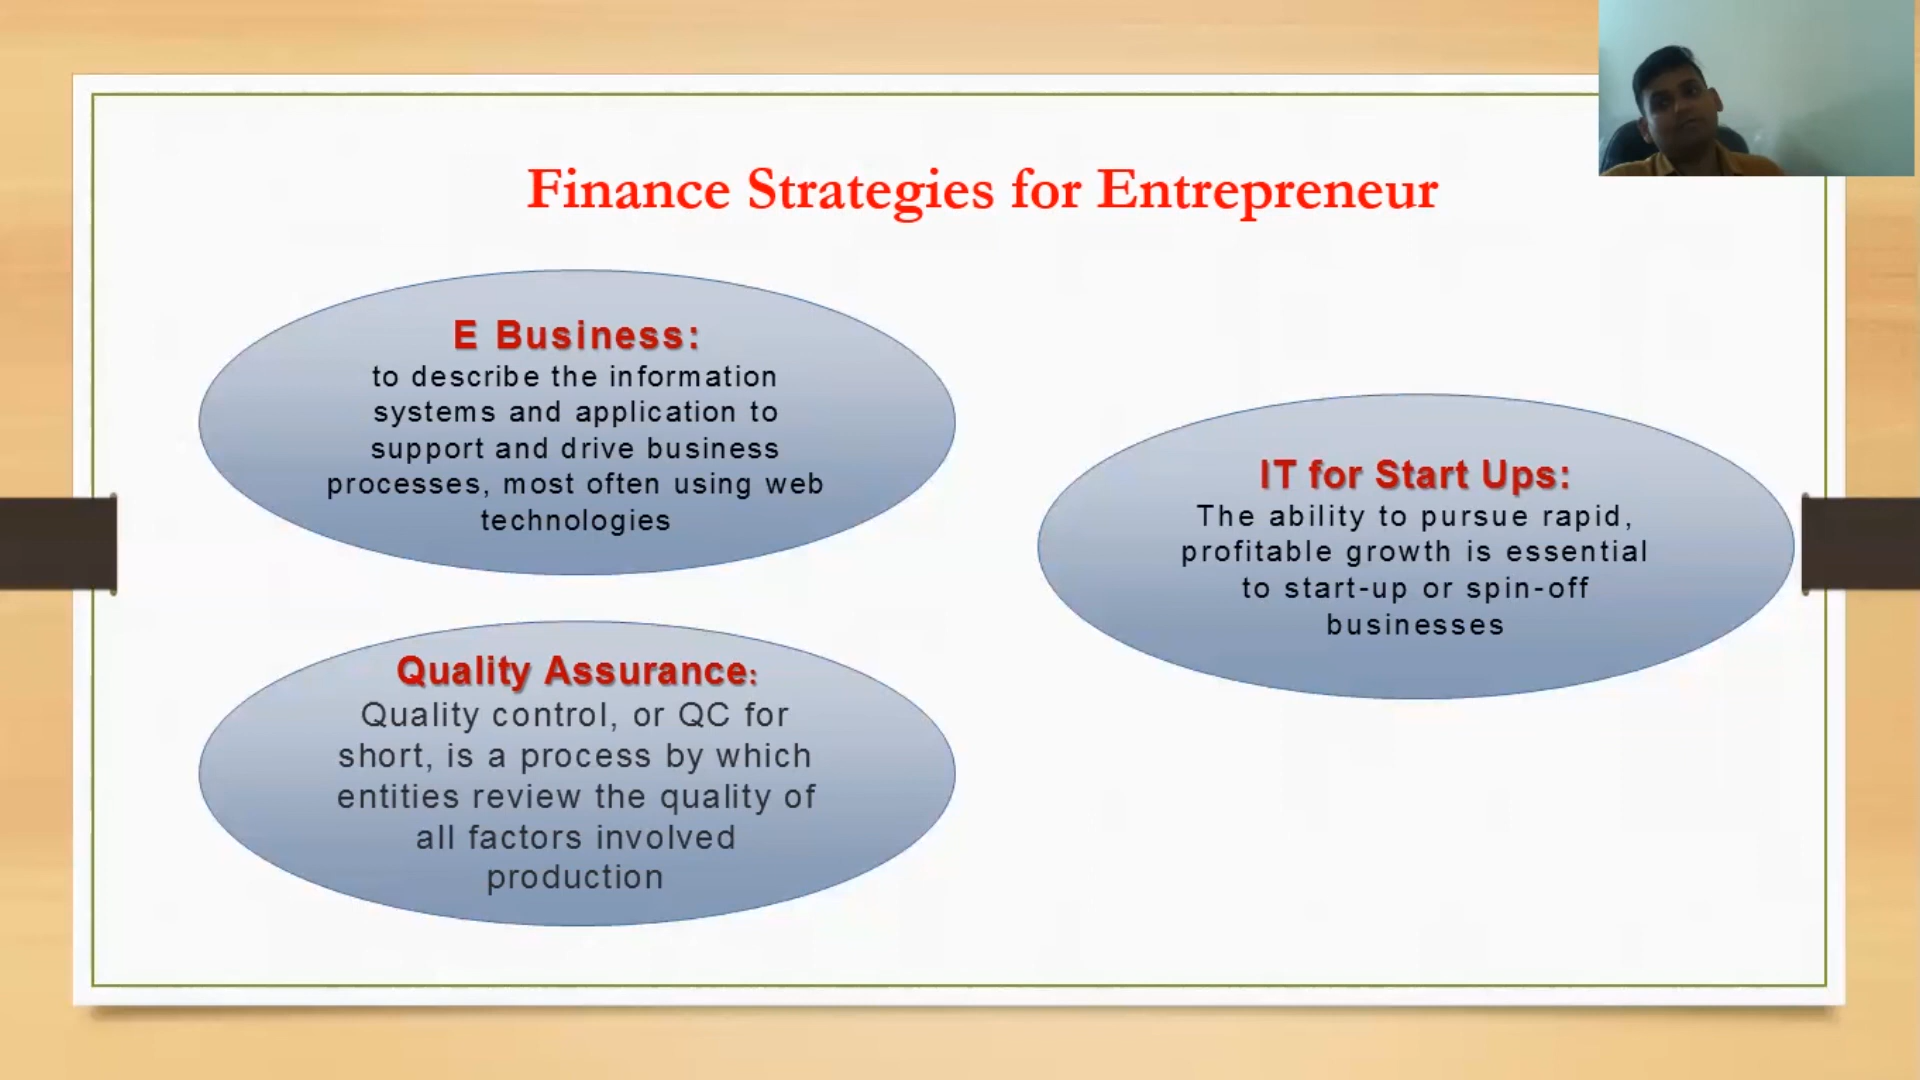 Finance Strategies for Entrepreneur
E Business:
to describe the information
systems and application to
support and drive business
processes, most often using web
technologies
Quality Assurance:
Quality control, or QC for
short, is a process by which
entities review the quality of
all factors involved
production
IT for Start Ups:
The ability to pursue rapid,
profitable growth is essential
to start-up or spin-off
businesses